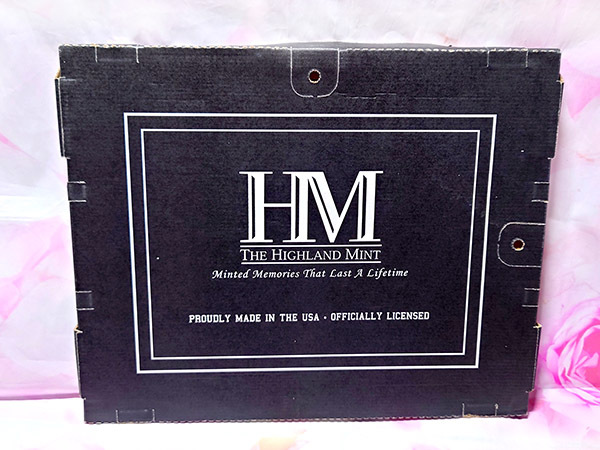 HM
THE HIGHLAND MINT
Minted Memories That Last A Lifetime
PROUDLY MADE IN THE USA • OFFICIALLY LICENSED